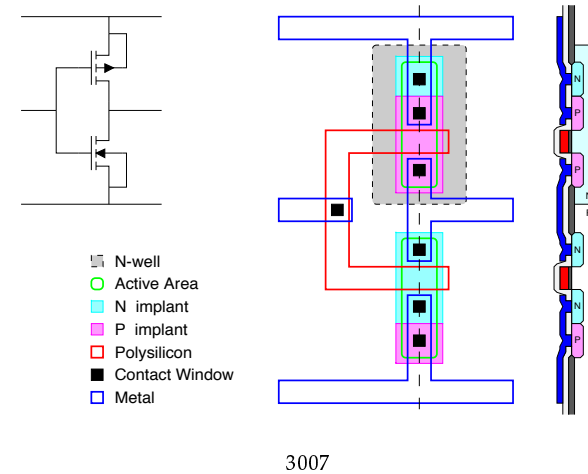 N
P
P
N
N
P
N-well
Active Area
N implant
P implant
Polysilicon
Contact Window
Metal
3007